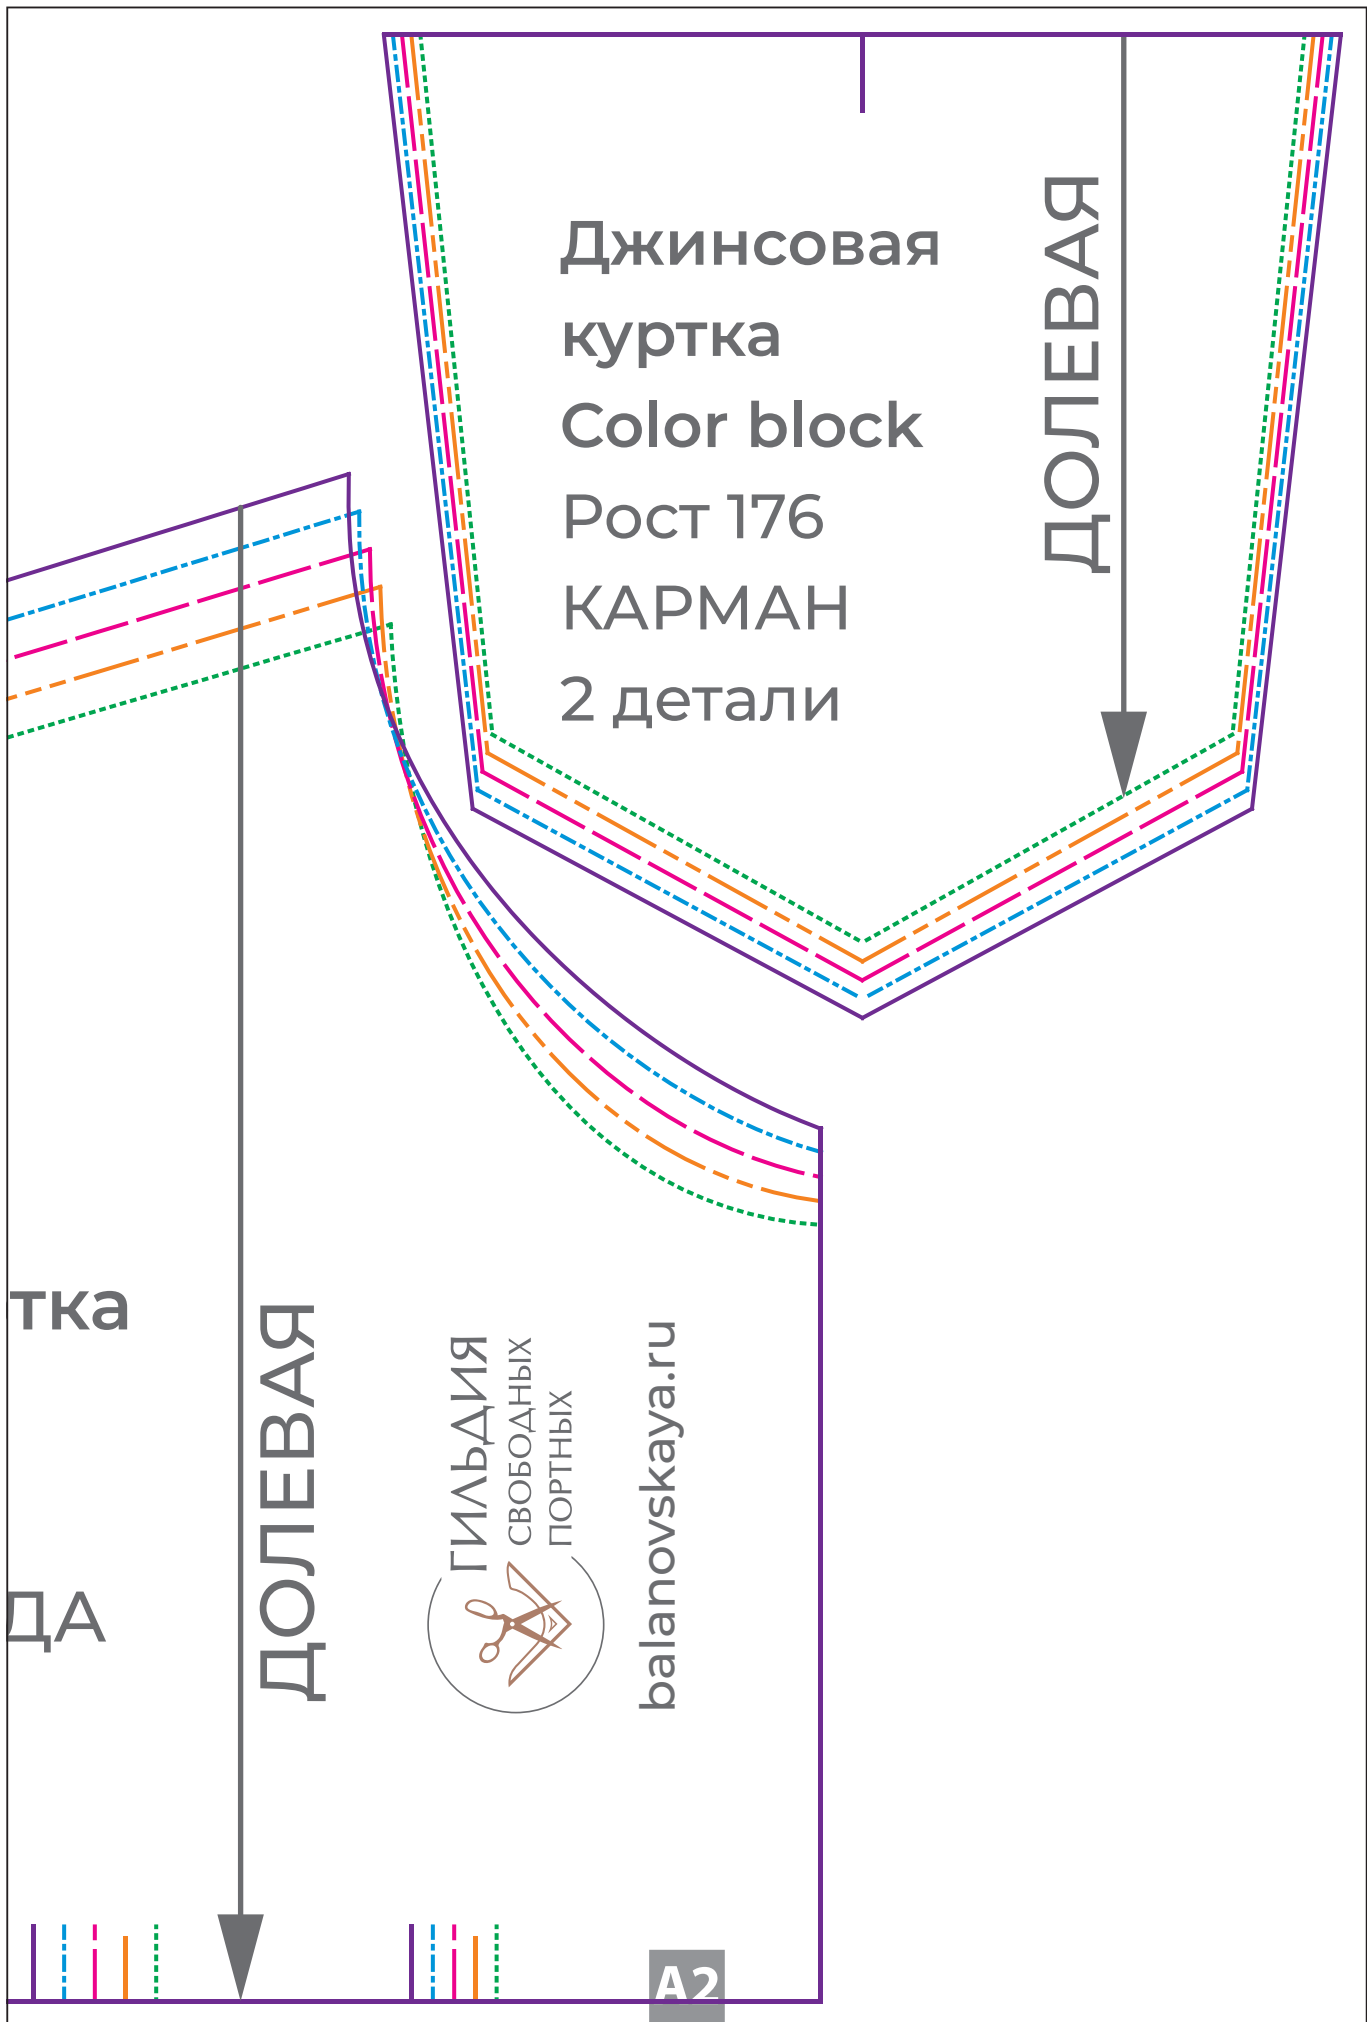 Джинсовая
куртка
Color block
Рост 176
КАРМАН
2 детали
ДОЛЕВАЯ
тка
ДА
ДОЛЕВАЯ
ГИЛЬДИЯ
СВОБОДНЫХ
ПОРТНЫХ
balanovskaya.ru
A2